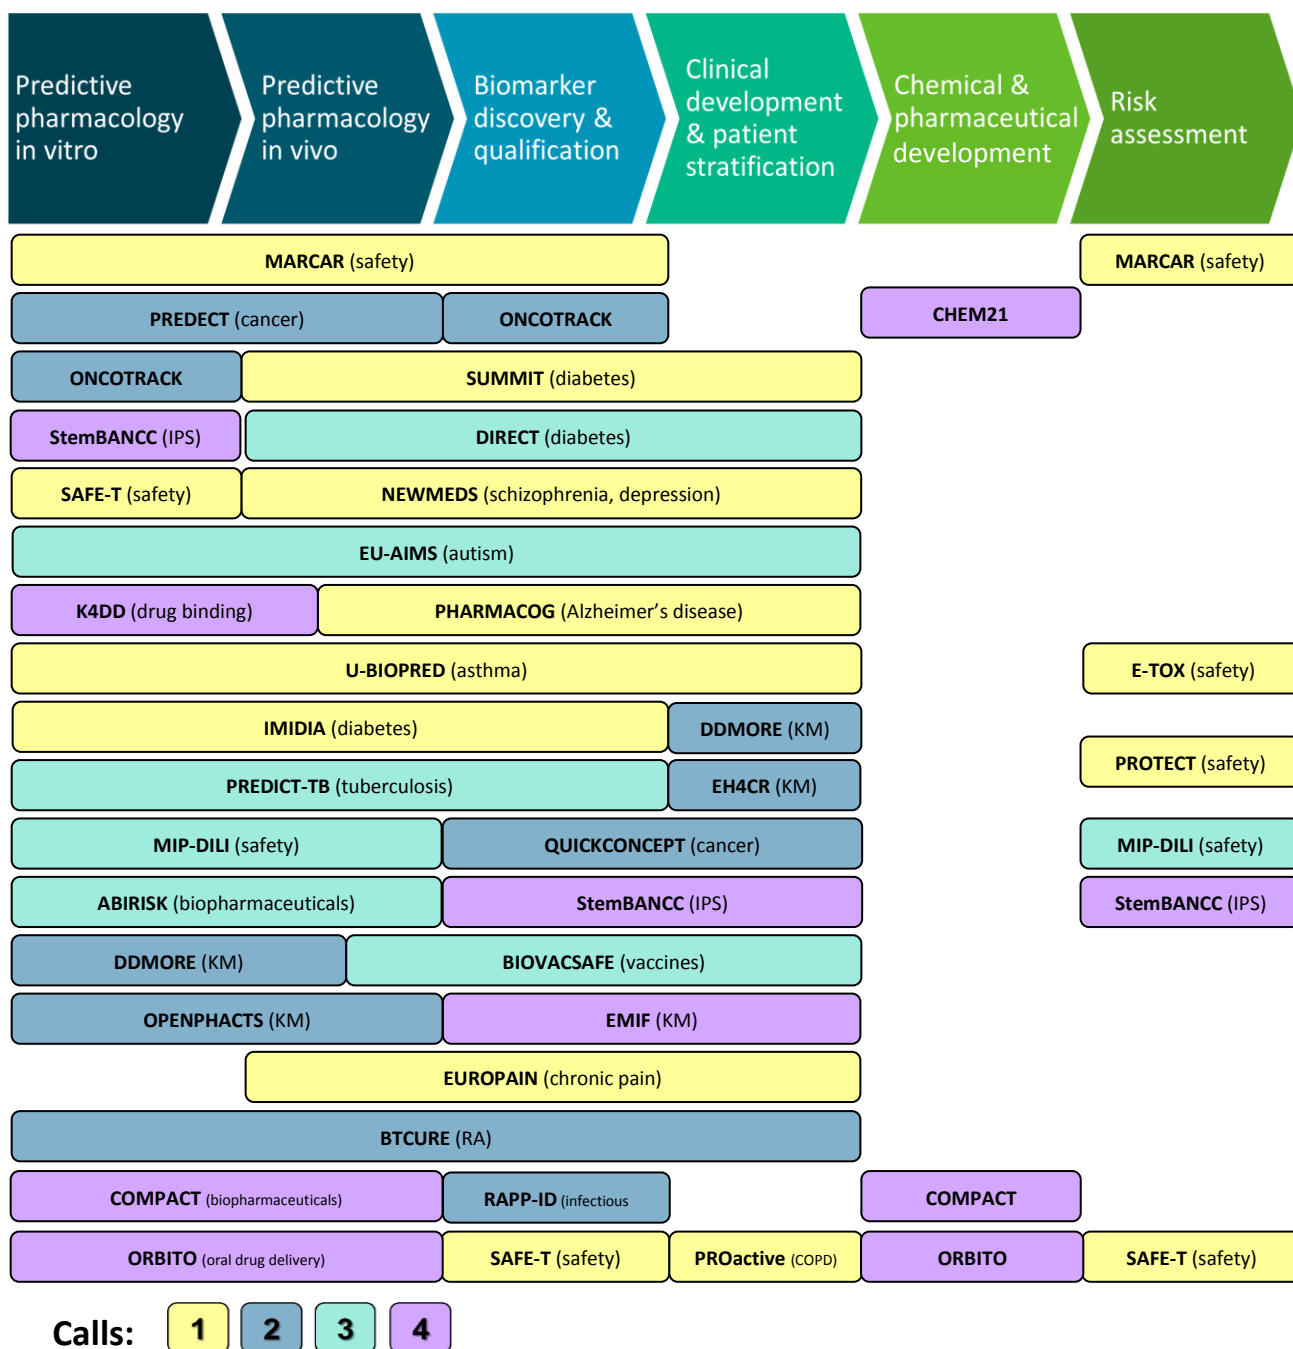 Predictive
pharmacology
in vitro
Predictive
pharmacology
in vivo
Biomarker
discovery &
qualification
Clinical
development
& patient
stratification
Chemical &
pharmaceutical
development
Risk
assessment
MARCAR (safety)
MARCAR (safety)
PREDECT (cancer)
ONCOTRACK
CHEM21
ONCOTRACK
SUMMIT (diabetes)
StemBANCC (IPS)
DIRECT (diabetes)
SAFE-T (safety)
NEWMEDS (schizophrenia, depression)
EU-AIMS (autism)
K4DD (drug binding)
PHARMACOG (Alzheimer’s disease)
U-BIOPRED (asthma)
E-TOX (safety)
IMIDIA (diabetes)
DDMORE (KM)
PROTECT (safety)
PREDICT-TB (tuberculosis)
EH4CR (KM)
MIP-DILI (safety)
QUICKCONCEPT (cancer)
MIP-DILI (safety)
ABIRISK (biopharmaceuticals)
StemBANCC (IPS)
StemBANCC (IPS)
DDMORE (KM)
BIOVACSAFE (vaccines)
OPENPHACTS (KM)
EMIF (KM)
EUROPAIN (chronic pain)
BTCURE (RA)
COMPACT (biopharmaceuticals)
RAPP-ID (infectious
COMPACT
ORBITO (oral drug delivery)
SAFE-T (safety)
PROactive (COPD)
ORBITO
SAFE-T (safety)
Calls: 1 2 3 4